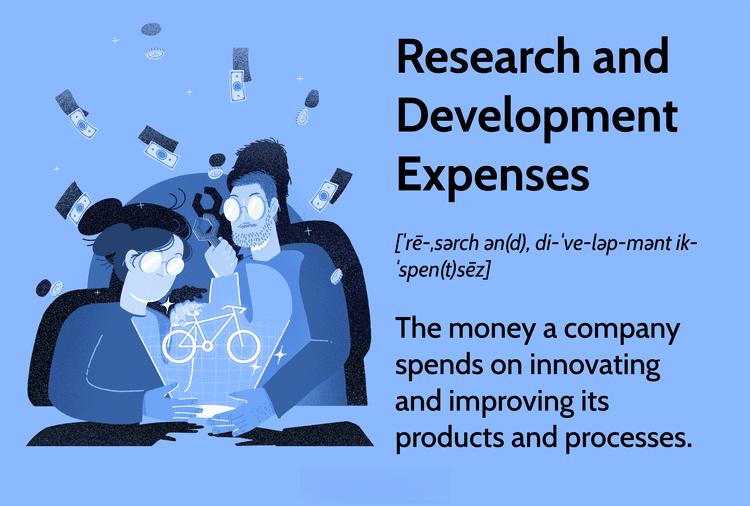 Research and
Development
Expenses
[ˈrē-ˌsərch ən(d), di-ˈve-ləp-mənt ik-
ˈspen(t)sēz]
The money a company
spends on innovating
and improving its
products and processes.